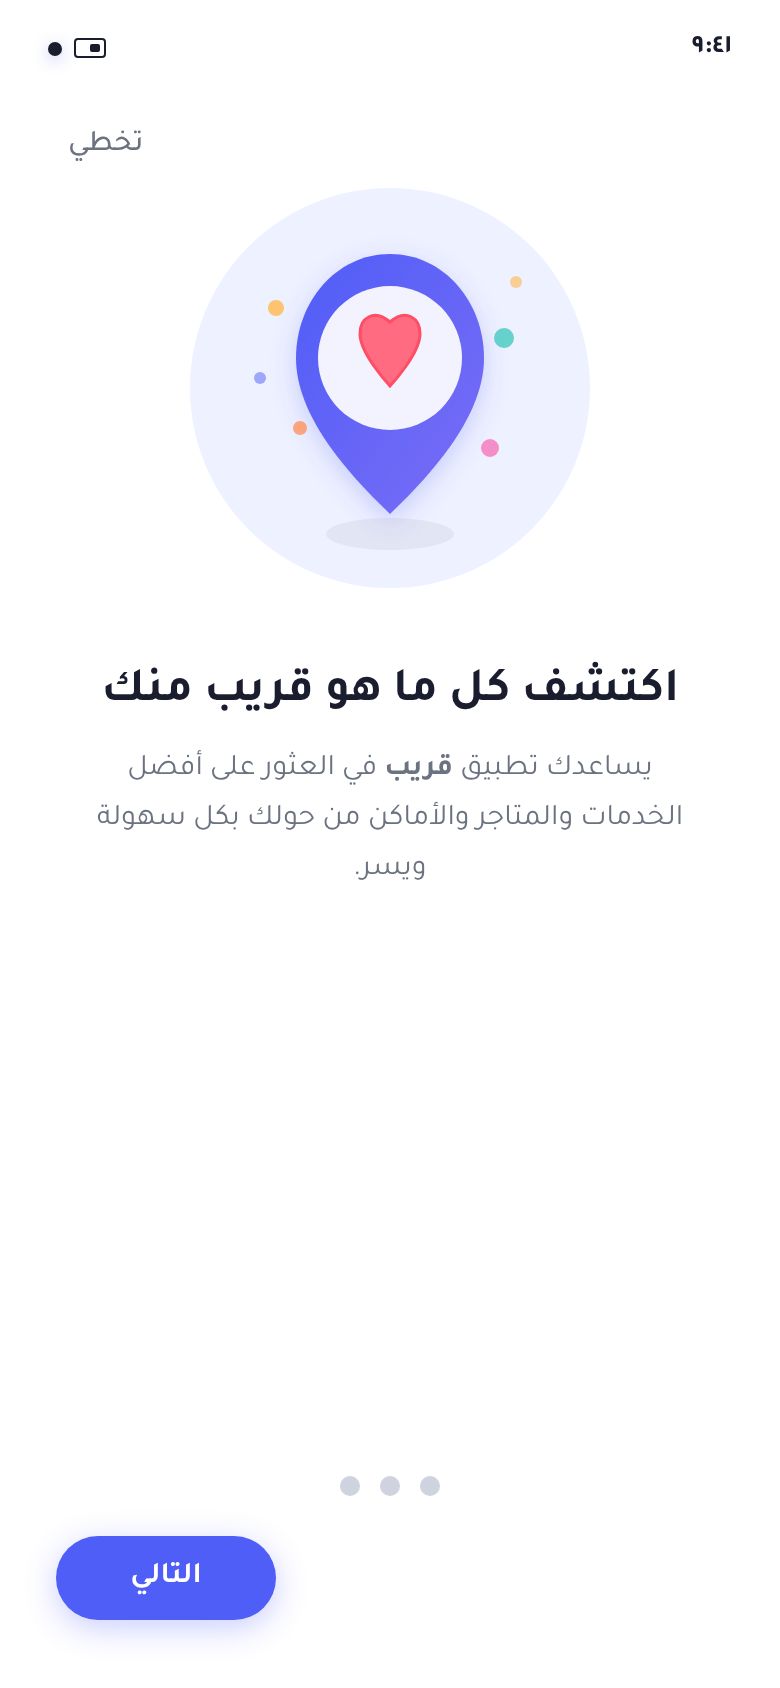 ٩:٤١
تخطي
اكتشف كل ما هو قريب منك
يساعدك تطبيق قريب في العثور على أفضل
الخدمات والمتاجر والأماكن من حولك بكل سهولة
ويسر.
التالي